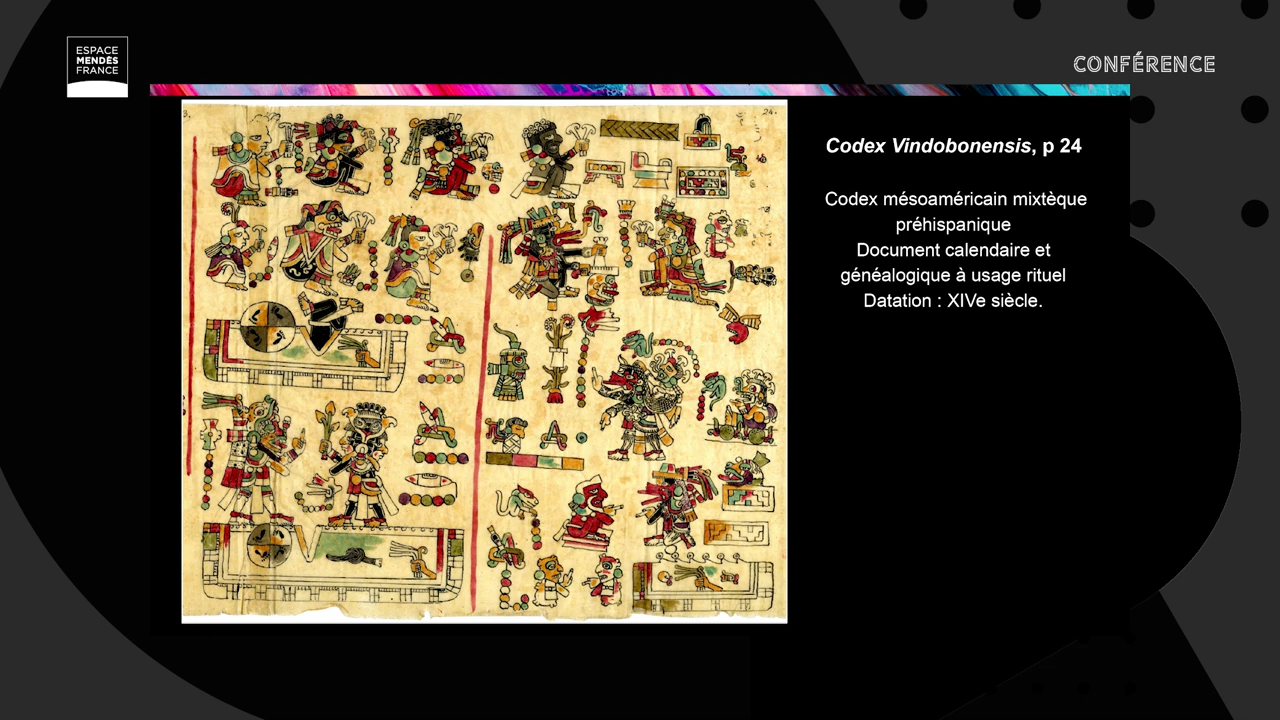 ESPACE
MENDÈS
FRANCE
CONFÉRENCE
24.
Codex Vindobonensis, p 24
Codex mésoaméricain mixtèque
préhispanique
Document calendaire et
généalogique à usage rituel
Datation : XIVe siècle.